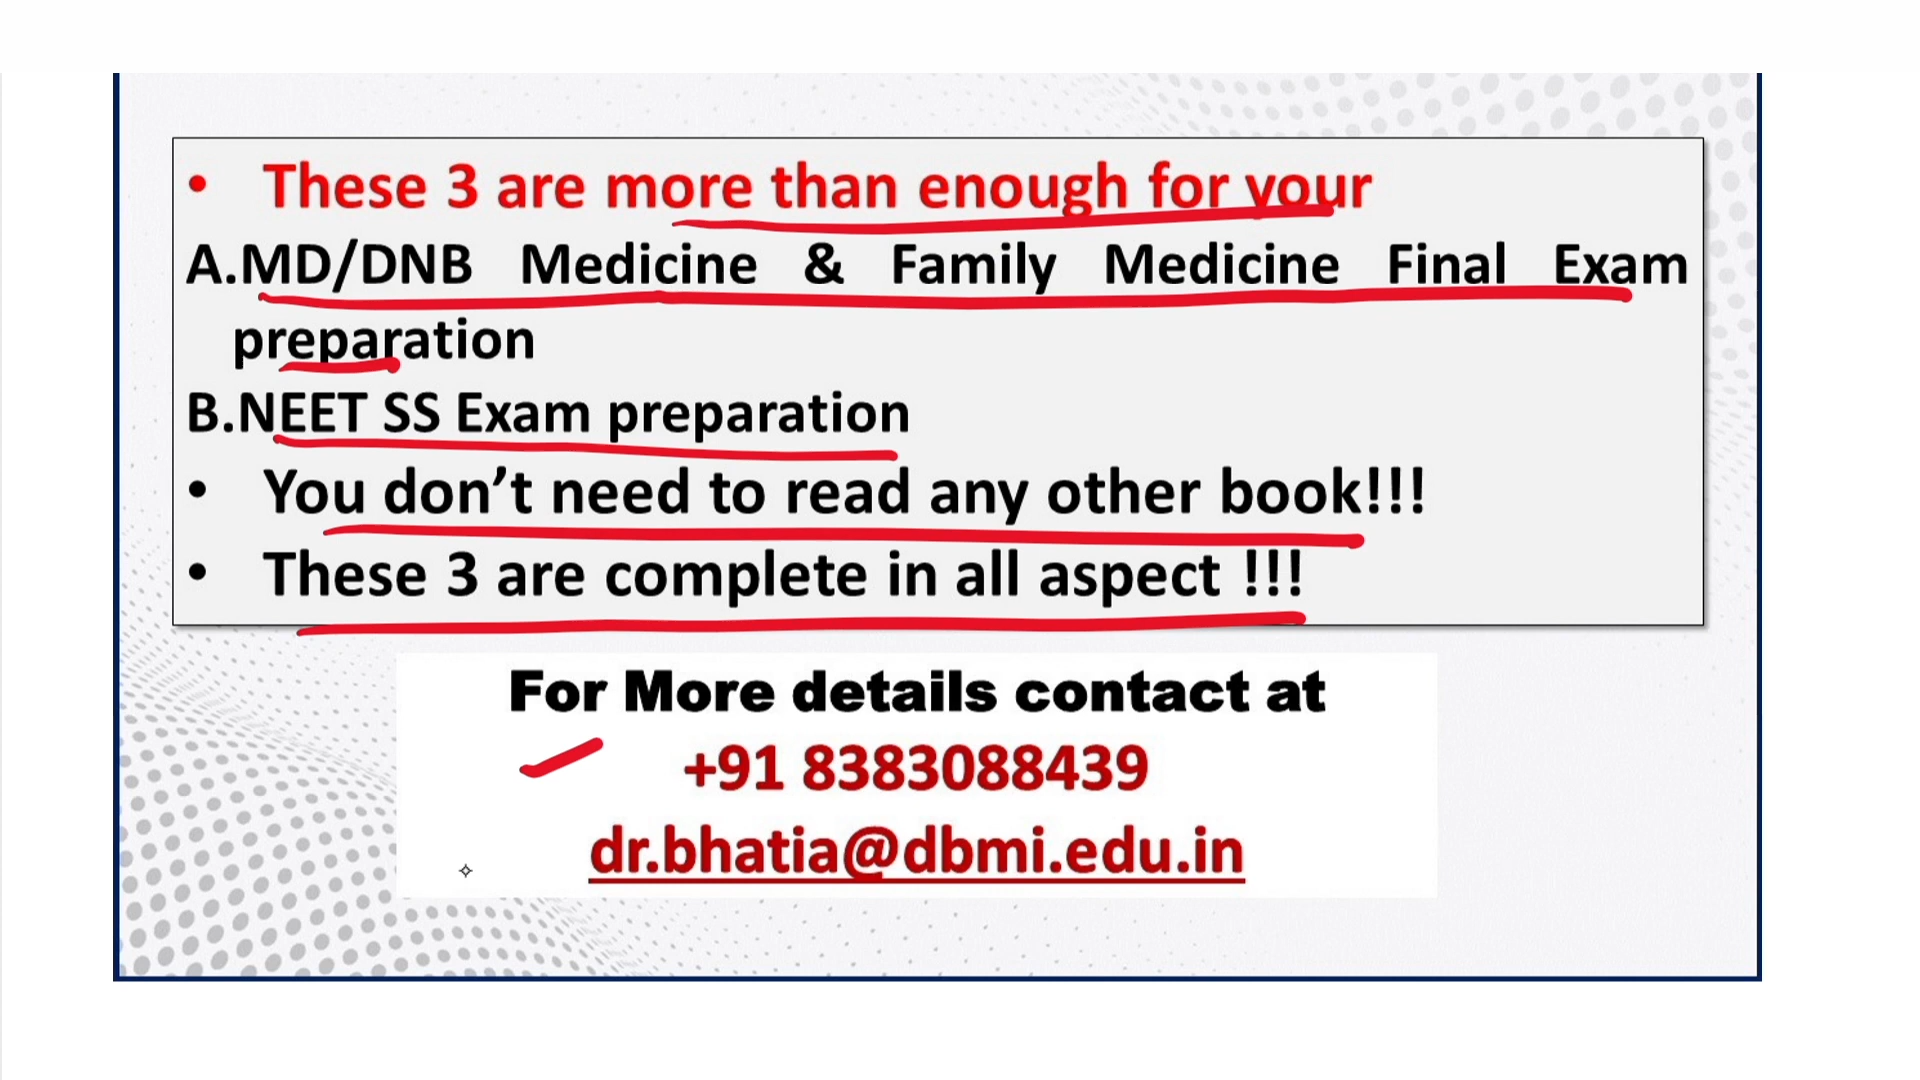 • These 3 are more than enough for your
A.MD/DNB Medicine & Family Medicine Final Exam
preparation
B.NEET SS Exam preparation
• You don’t need to read any other book!!!
• These 3 are complete in all aspect !!!
For More details contact at
+91 8383088439
dr.bhatia@dbmi.edu.in